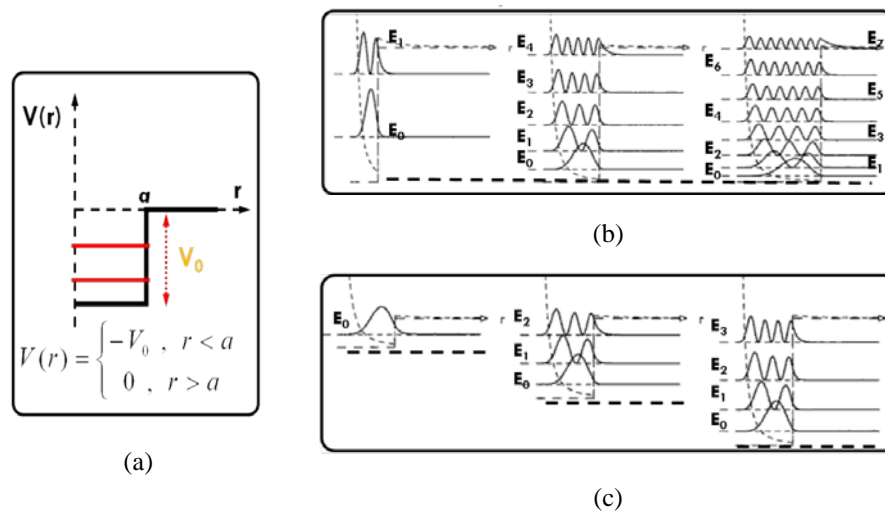 V(r)
a
r
V₀
V(r) = { -V₀ , r < a
0 , r > a
(a)
E₁
r
E₀
E₄
r
E₃
E₂
E₁
E₀
E₇
E₆
E₅
E₄
E₃
E₂
E₁
E₀
(b)
E₀
r
E₂
r
E₁
E₀
E₃
E₂
E₁
E₀
(c)